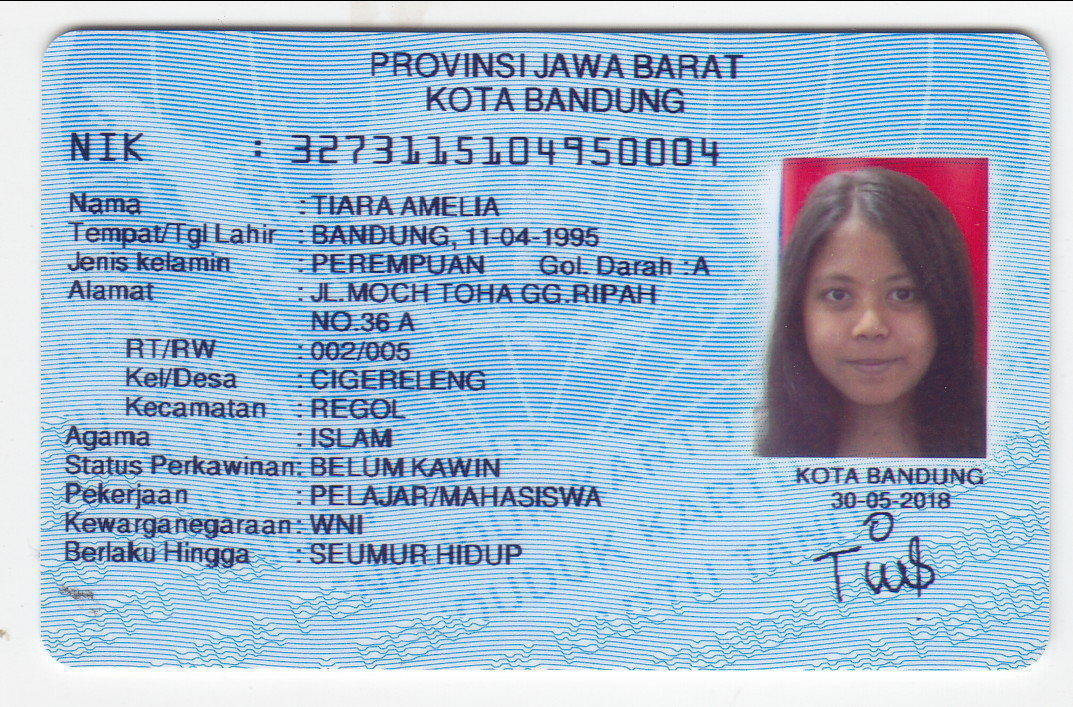 PROVINSI JAWA BARAT
KOTA BANDUNG
NIK : 3273115104950004
Nama : TIARA AMELIA
Tempat/Tgl Lahir : BANDUNG, 11-04-1995
Jenis kelamin : PEREMPUAN Gol. Darah :A
Alamat : JL.MOCH TOHA GG.RIPAH
NO.36 A
RT/RW : 002/005
Kel/Desa : CIGERELENG
Kecamatan : REGOL
Agama : ISLAM
Status Perkawinan: BELUM KAWIN
Pekerjaan : PELAJAR/MAHASISWA
Kewarganegaraan: WNI
Berlaku Hingga : SEUMUR HIDUP
KOTA BANDUNG
30-05-2018